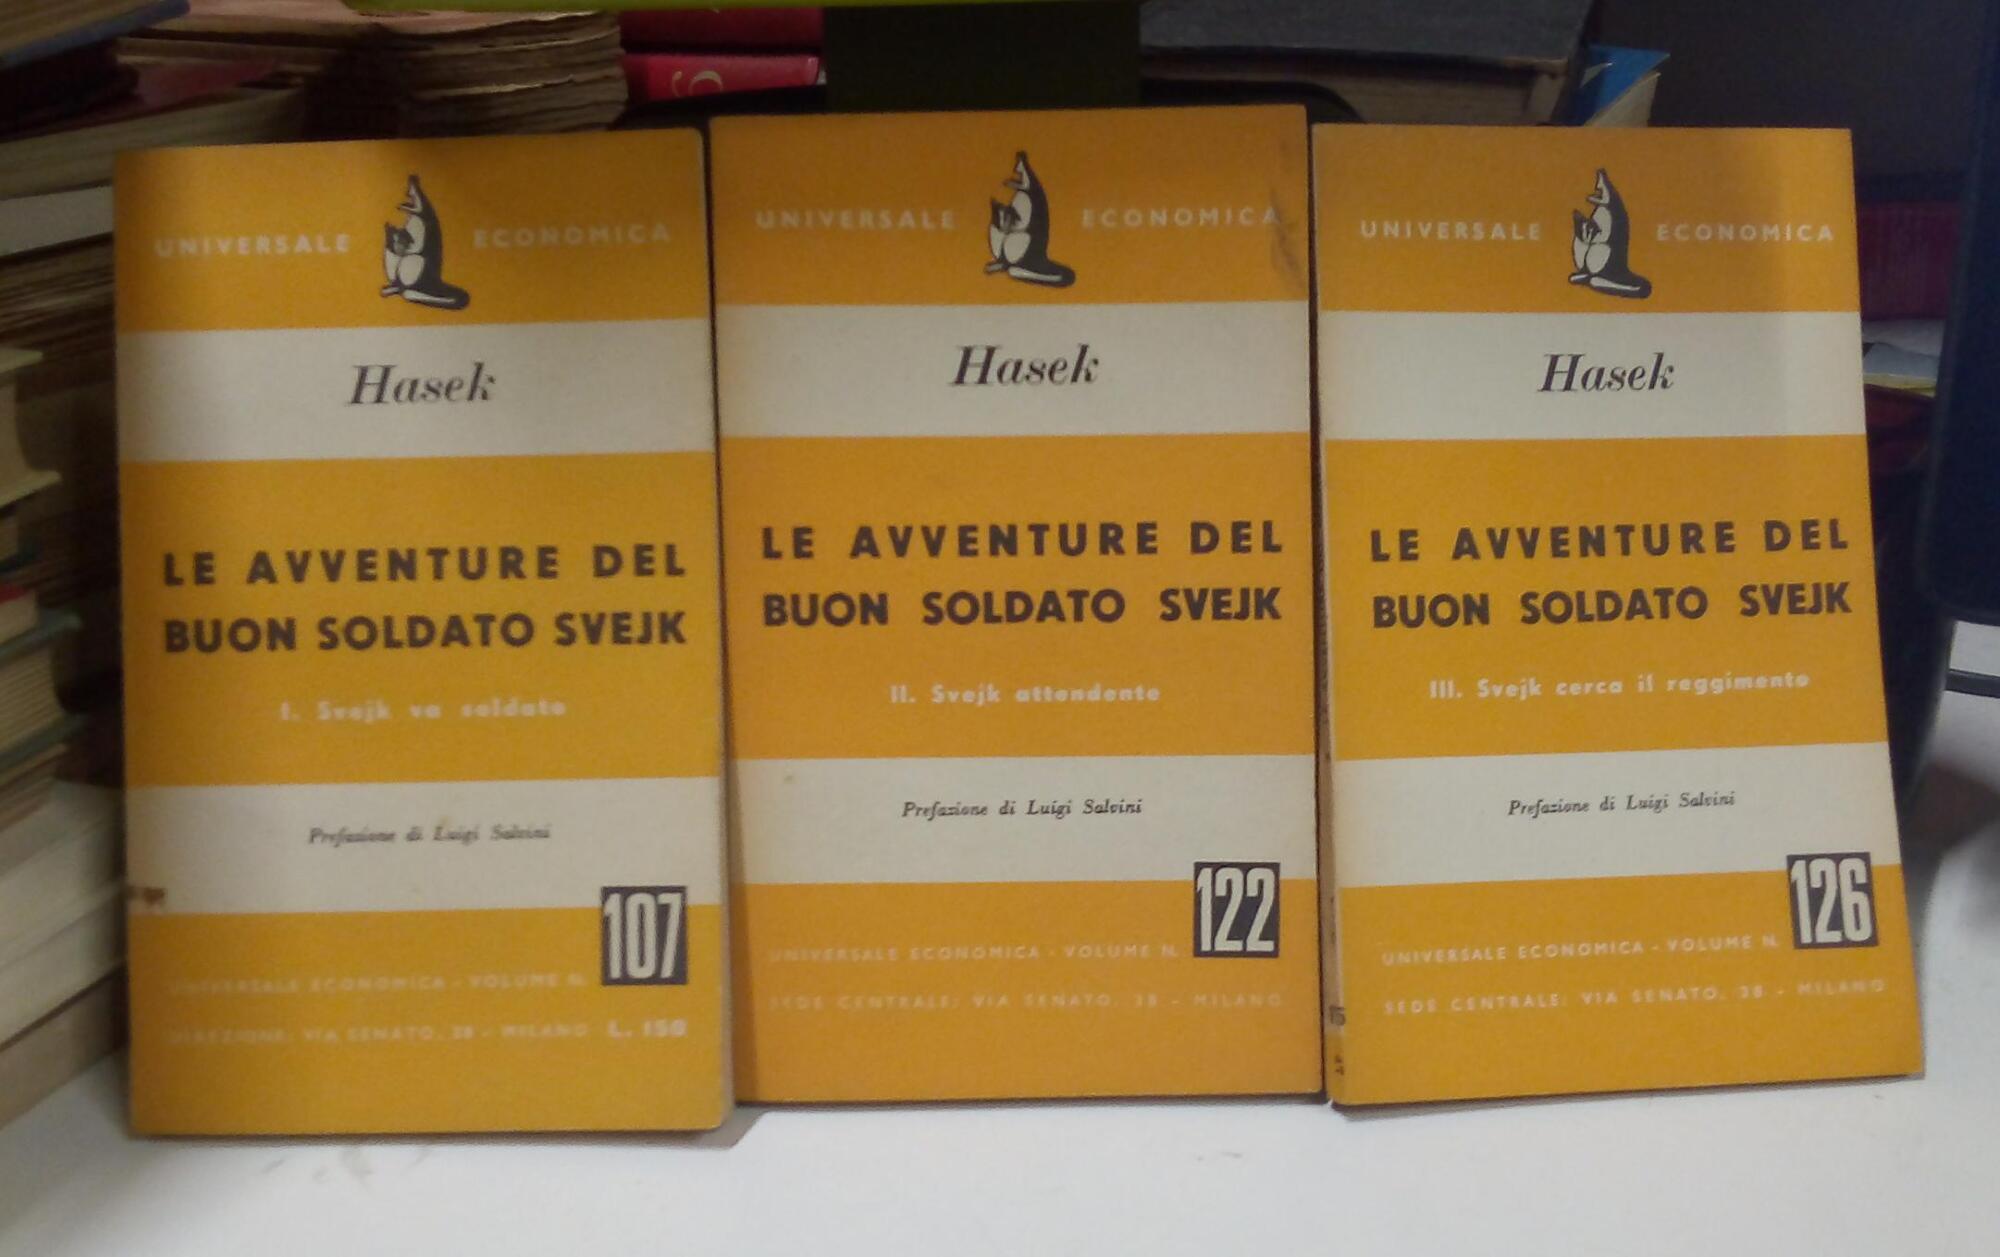 UNIVERSALE ECONOMICA
Hasek
LE AVVENTURE DEL
BUON SOLDATO SVEJK
I. Svejk va soldato
Prefazione di Luigi Salvini
107
UNIVERSALE ECONOMICA - VOLUME N.
DIREZIONE: VIA SENATO, 38 - MILANO L. 150
UNIVERSALE ECONOMICA
Hasek
LE AVVENTURE DEL
BUON SOLDATO SVEJK
II. Svejk attendente
Prefazione di Luigi Salvini
122
UNIVERSALE ECONOMICA - VOLUME N.
SEDE CENTRALE: VIA SENATO, 38 - MILANO
UNIVERSALE ECONOMICA
Hasek
LE AVVENTURE DEL
BUON SOLDATO SVEJK
III. Svejk cerca il reggimento
Prefazione di Luigi Salvini
126
UNIVERSALE ECONOMICA - VOLUME N.
SEDE CENTRALE: VIA SENATO, 38 - MILANO